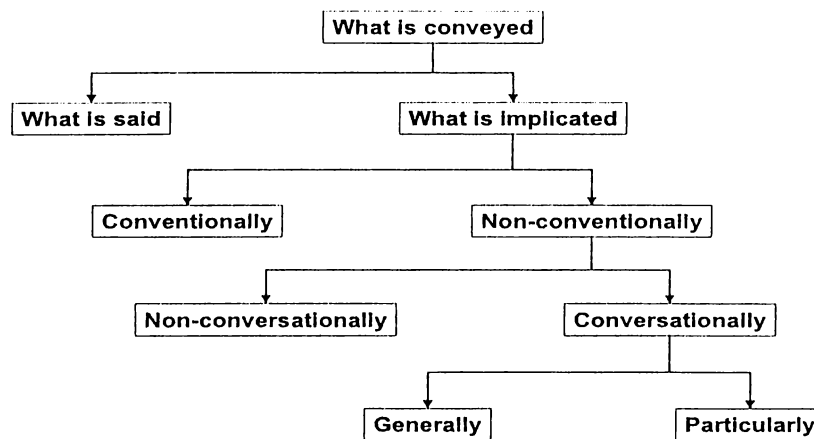 What is conveyed
What is said
What is implicated
Conventionally
Non-conventionally
Non-conversationally
Conversationally
Generally
Particularly